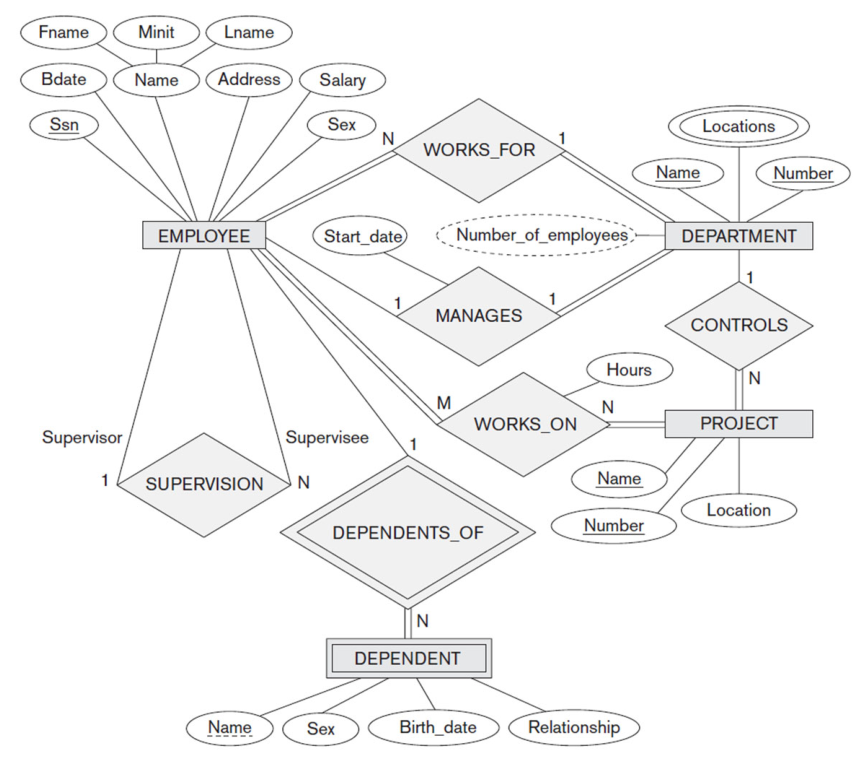 Fname
Minit
Lname
Bdate
Name
Address
Salary
Ssn
Sex
N
WORKS_FOR
1
Locations
Name
Number
EMPLOYEE
Start_date
Number_of_employees
DEPARTMENT
1
MANAGES
1
1
CONTROLS
N
Hours
M
WORKS_ON
N
PROJECT
Supervisor
Supervisee
1
1
SUPERVISION
N
Name
Number
Location
DEPENDENTS_OF
N
DEPENDENT
Name
Sex
Birth_date
Relationship